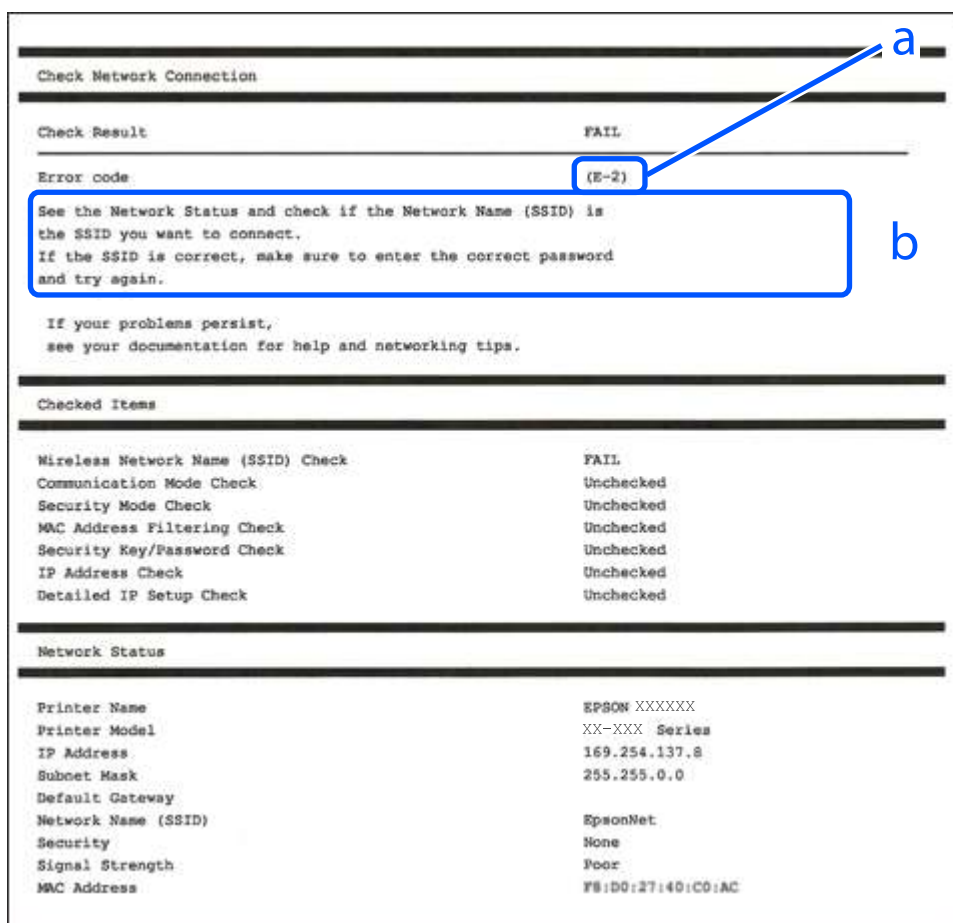 a
Check Network Connection
Check Result FAIL
Error code (E-2)
See the Network Status and check if the Network Name (SSID) is
the SSID you want to connect.
If the SSID is correct, make sure to enter the correct password
and try again.
b
If your problems persist,
see your documentation for help and networking tips.
Checked Items
Wireless Network Name (SSID) Check FAIL
Communication Mode Check Unchecked
Security Mode Check Unchecked
MAC Address Filtering Check Unchecked
Security Key/Password Check Unchecked
IP Address Check Unchecked
Detailed IP Setup Check Unchecked
Network Status
Printer Name EPSON XXXXXX
Printer Model XX-XXX Series
IP Address 169.254.137.8
Subnet Mask 255.255.0.0
Default Gateway
Network Name (SSID) EpsonNet
Security None
Signal Strength Poor
MAC Address F8:D0:27:40:C0:AC